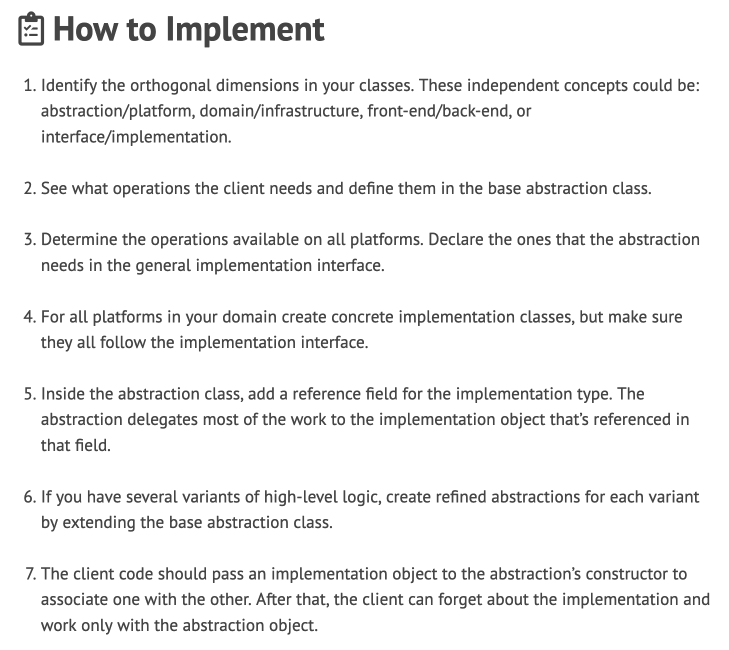 How to Implement
1. Identify the orthogonal dimensions in your classes. These independent concepts could be:
abstraction/platform, domain/infrastructure, front-end/back-end, or
interface/implementation.
2. See what operations the client needs and define them in the base abstraction class.
3. Determine the operations available on all platforms. Declare the ones that the abstraction
needs in the general implementation interface.
4. For all platforms in your domain create concrete implementation classes, but make sure
they all follow the implementation interface.
5. Inside the abstraction class, add a reference field for the implementation type. The
abstraction delegates most of the work to the implementation object that's referenced in
that field.
6. If you have several variants of high-level logic, create refined abstractions for each variant
by extending the base abstraction class.
7. The client code should pass an implementation object to the abstraction's constructor to
associate one with the other. After that, the client can forget about the implementation and
work only with the abstraction object.